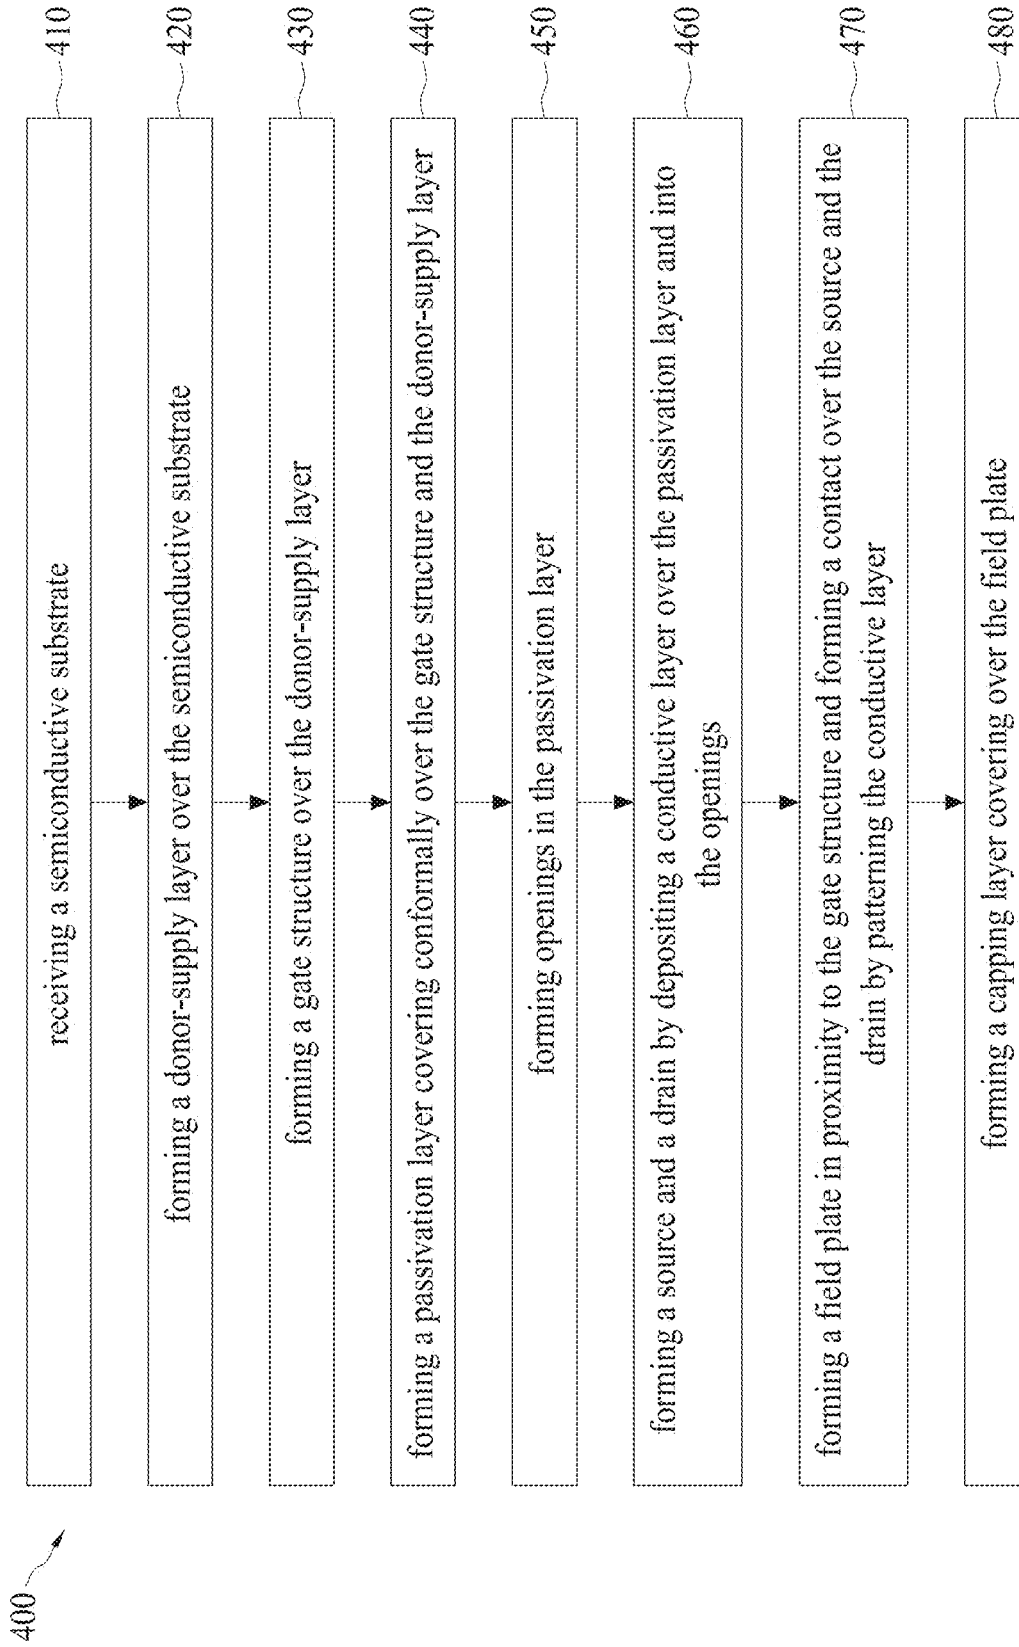 400
receiving a semiconductive substrate
410
forming a donor-supply layer over the semiconductive substrate
420
forming a gate structure over the donor-supply layer
430
forming a passivation layer covering conformally over the gate structure and the donor-supply layer
440
forming openings in the passivation layer
450
forming a source and a drain by depositing a conductive layer over the passivation layer and into
the openings
460
forming a field plate in proximity to the gate structure and forming a contact over the source and the
drain by patterning the conductive layer
470
forming a capping layer covering over the field plate
480